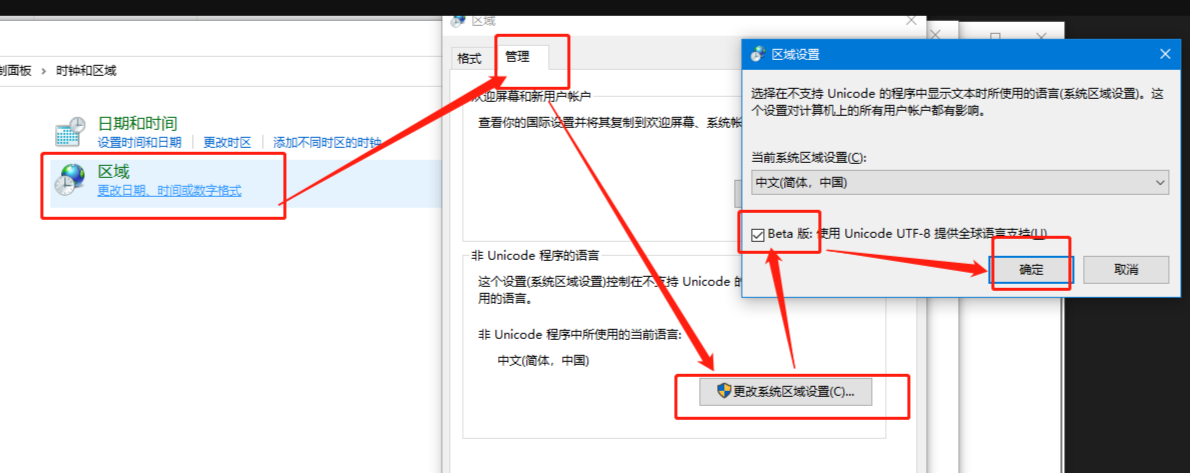 区域
制面板 › 时钟和区域
日期和时间
设置时间和日期 更改时区 添加不同时区的时钟
区域
更改日期、时间或数字格式
格式 管理
欢迎屏幕和新用户帐户
查看你的国际设置并将其复制到欢迎屏幕、系统帐
非 Unicode 程序的语言
这个设置(系统区域设置)控制在不支持 Unicode 的
用的语言。
非 Unicode 程序中所使用的当前语言:
中文(简体，中国)
更改系统区域设置(C)...
区域设置
选择在不支持 Unicode 的程序中显示文本时所使用的语言(系统区域设置)。这
个设置对计算机上的所有用户帐户都有影响。
当前系统区域设置(C):
中文(简体，中国)
Beta 版: 使用 Unicode UTF-8 提供全球语言支持(U)
确定 取消